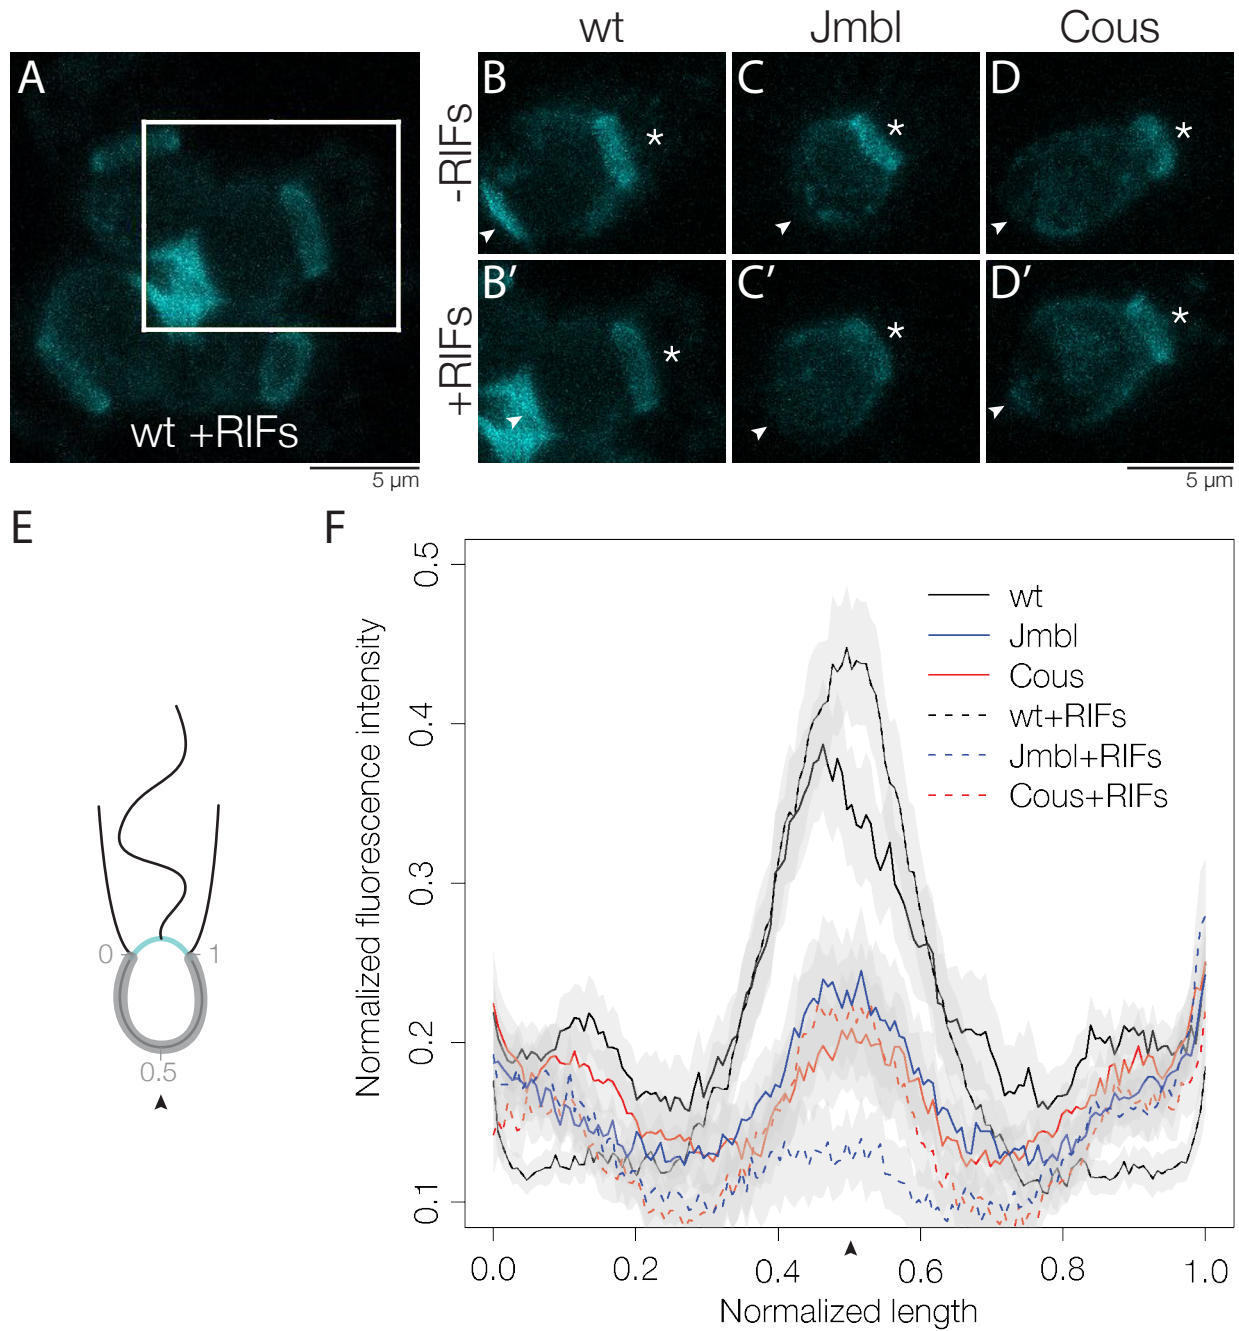 wt Jmbl Cous
A
-RIFs
B * C * D *
+RIFs
B′ * C′ * D′ *
wt +RIFs
5 µm 5 µm
E F
0 1
0.5
Normalized fluorescence intensity
0.5
0.4
0.3
0.2
0.1
wt
Jmbl
Cous
wt+RIFs
Jmbl+RIFs
Cous+RIFs
0.0 0.2 0.4 0.6 0.8 1.0
Normalized length